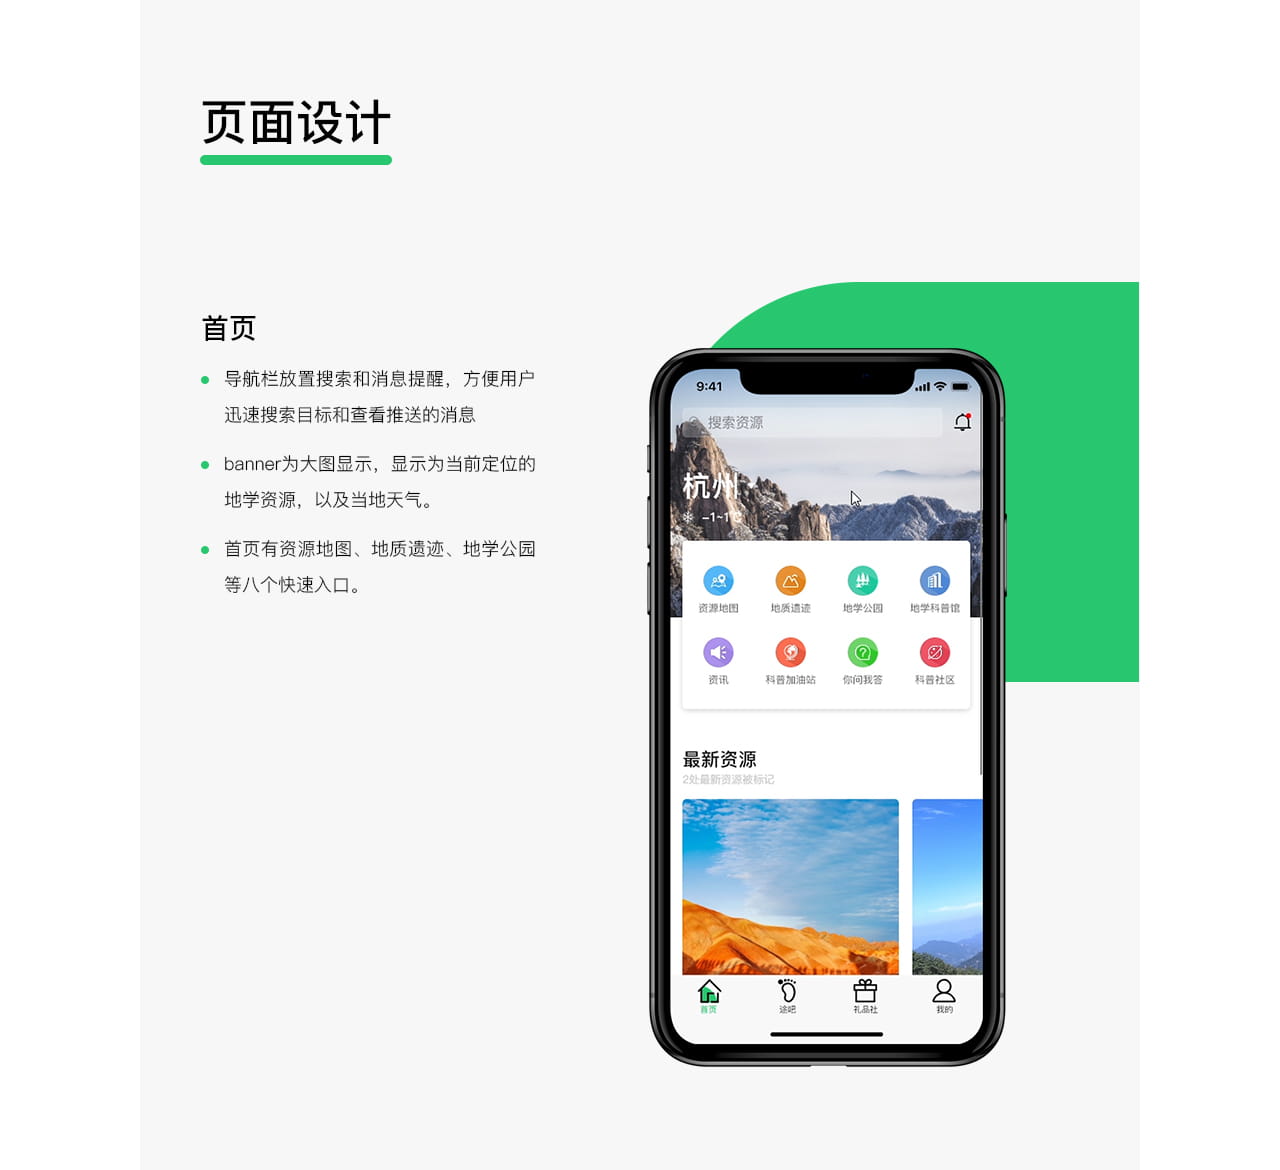 页面设计
首页
导航栏放置搜索和消息提醒，方便用户
迅速搜索目标和查看推送的消息
banner为大图显示，显示为当前定位的
地学资源，以及当地天气。
首页有资源地图、地质遗迹、地学公园
等八个快速入口。
9:41
搜索资源
杭州
-1~1
资源地图 地质遗迹 地学公园 地学科普馆
资讯 科普加油站 你问我答 科普社区
最新资源
2处最新资源被标记
首页 途吧 礼品社 我的